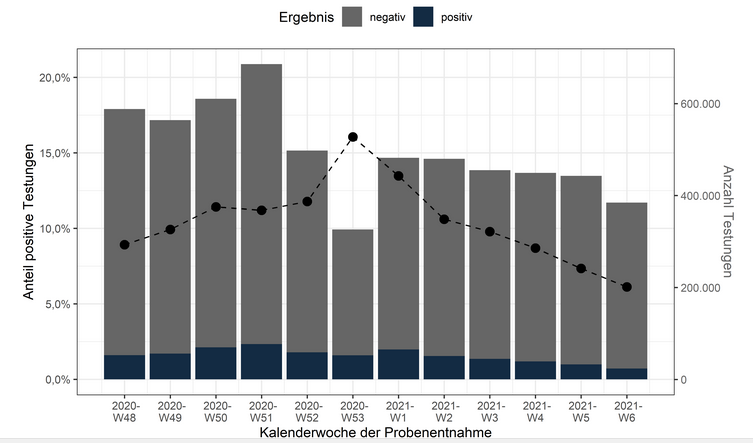 Ergebnis negativ positiv
Anteil positive Testungen
20,0%
15,0%
10,0%
5,0%
0,0%
600.000
400.000
200.000
0
Anzahl Testungen
2020- 2020- 2020- 2020- 2020- 2020- 2021- 2021- 2021- 2021- 2021- 2021-
W48 W49 W50 W51 W52 W53 W1 W2 W3 W4 W5 W6
Kalenderwoche der Probenentnahme